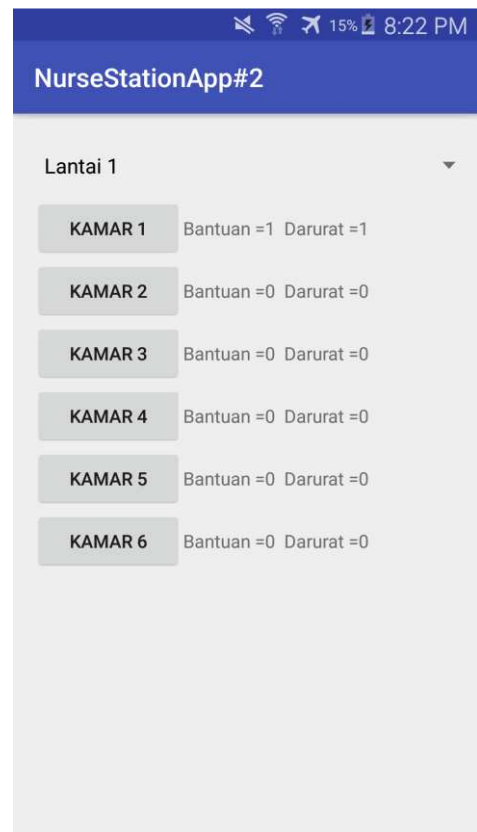 15% 8:22 PM
NurseStationApp#2
Lantai 1
KAMAR 1 Bantuan =1 Darurat =1
KAMAR 2 Bantuan =0 Darurat =0
KAMAR 3 Bantuan =0 Darurat =0
KAMAR 4 Bantuan =0 Darurat =0
KAMAR 5 Bantuan =0 Darurat =0
KAMAR 6 Bantuan =0 Darurat =0